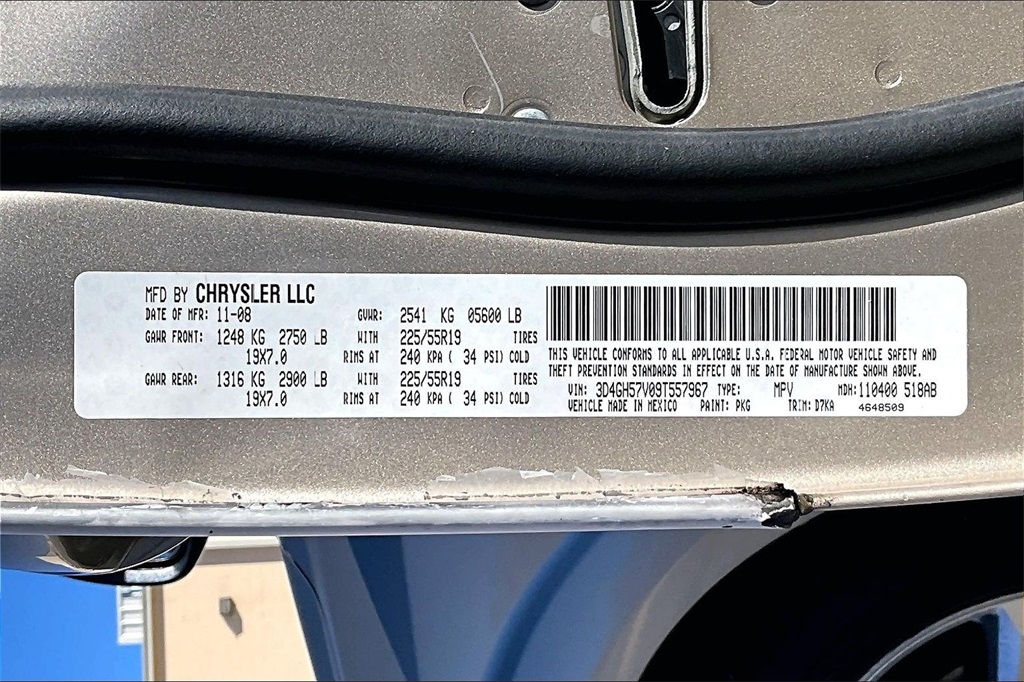 MFD BY CHRYSLER LLC
DATE OF MFR: 11-08 GVWR: 2541 KG 05600 LB
GAWR FRONT: 1248 KG 2750 LB WITH 225/55R19 TIRES
19X7.0 RIMS AT 240 KPA ( 34 PSI) COLD
GAWR REAR: 1316 KG 2900 LB WITH 225/55R19 TIRES
19X7.0 RIMS AT 240 KPA ( 34 PSI) COLD
THIS VEHICLE CONFORMS TO ALL APPLICABLE U.S.A. FEDERAL MOTOR VEHICLE SAFETY AND
THEFT PREVENTION STANDARDS IN EFFECT ON THE DATE OF MANUFACTURE SHOWN ABOVE.
VIN: 3D4GH57V09T557967 TYPE: MPV MDH: 110400 518AB
VEHICLE MADE IN MEXICO PAINT: PKG TRIM: D7KA 4648509